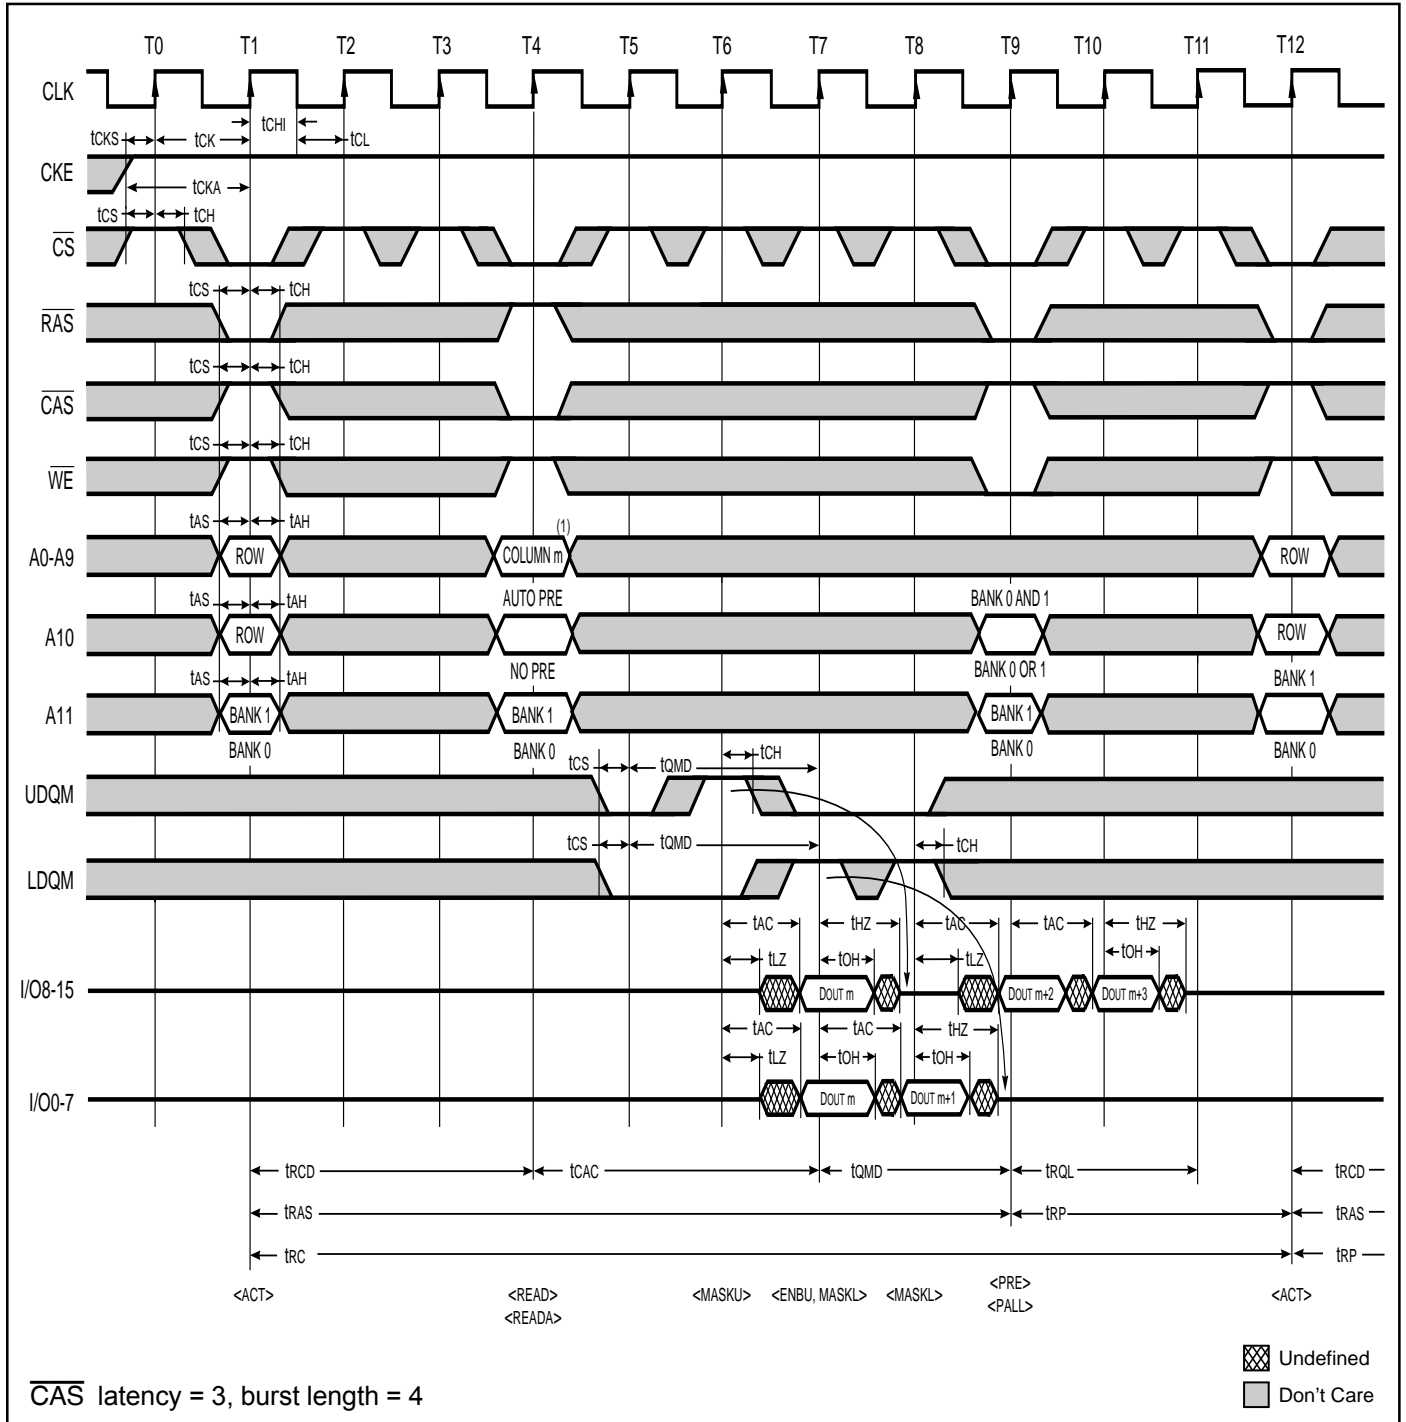 T0 T1 T2 T3 T4 T5 T6 T7 T8 T9 T10 T11 T12
CLK
tCHI
tCKS tCK tCL
CKE
tCKA
tCS tCH
CS
tCS tCH
RAS
tCS tCH
CAS
tCS tCH
WE
tAS tAH (1)
A0-A9 ROW COLUMN m ROW
tAS tAH AUTO PRE BANK 0 AND 1
A10 ROW ROW
tAS tAH NO PRE BANK 0 OR 1 BANK 1
A11 BANK 1 BANK 1 BANK 1
BANK 0 BANK 0 BANK 0 BANK 0
tCS tQMD tCH
UDQM
tCS tQMD tCH
LDQM
tAC tHZ tAC tAC tHZ
tLZ tOH tLZ tOH
I/O8-15 DOUT m DOUT m+2 DOUT m+3
tAC tAC tHZ
tLZ tOH tOH
I/O0-7 DOUT m DOUT m+1
tRCD tCAC tQMD tRQL tRCD
tRAS tRP tRAS
tRC tRP
<ACT> <READ> <MASKU> <ENBU, MASKL> <MASKL> <PRE> <ACT>
<READA> <PALL>
Undefined
Don't Care
CAS latency = 3, burst length = 4